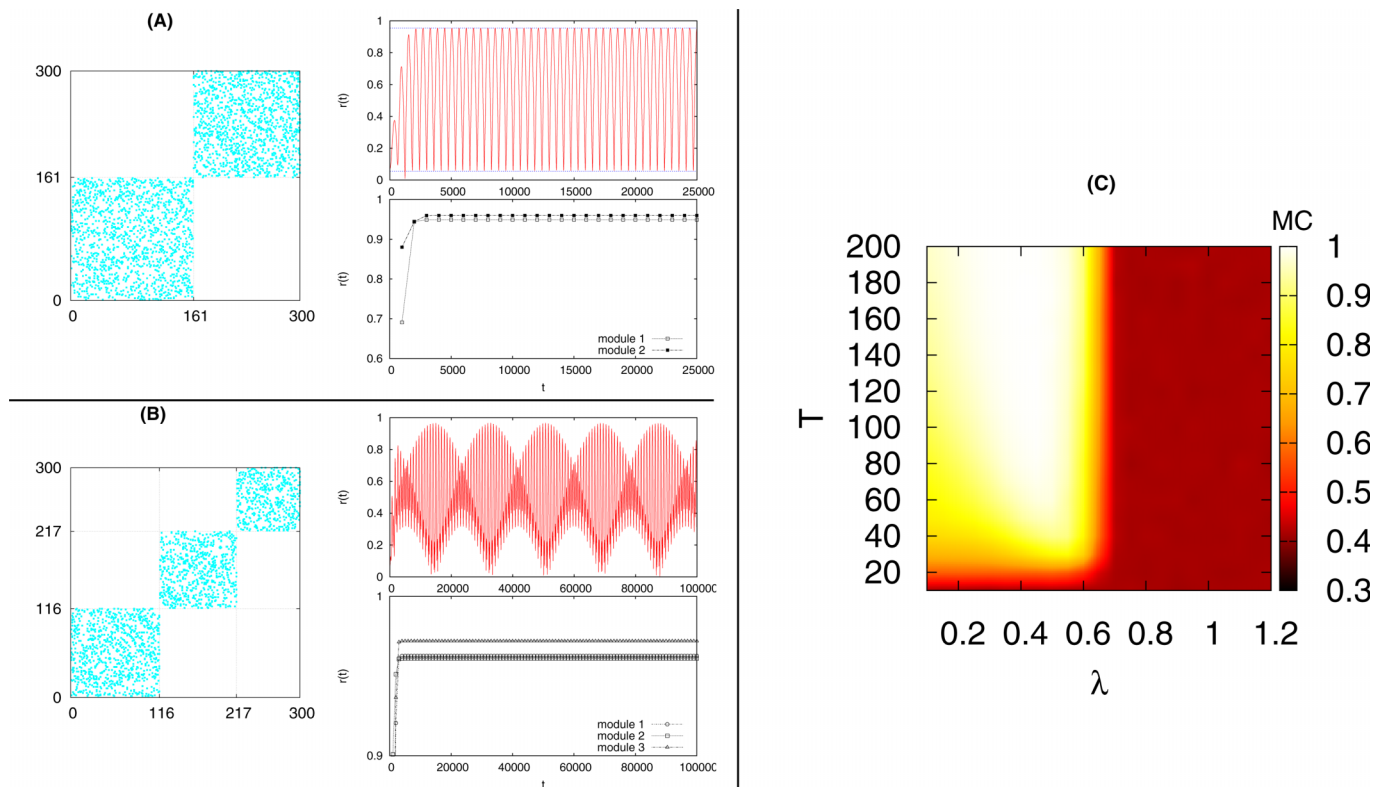 (A)
300
161
0
0 161 300
r(t)
1
0.8
0.6
0.4
0.2
0
0 5000 10000 15000 20000 25000
r(t)
1
0.9
0.8
0.7
0.6
module 1
module 2
0 5000 10000 15000 20000 25000
t
(B)
300
217
116
0
0 116 217 300
r(t)
1
0.8
0.6
0.4
0.2
0
0 20000 40000 60000 80000 100000
r(t)
1
0.9
module 1
module 2
module 3
0 20000 40000 60000 80000 100000
t
(C)
MC
T
200
180
160
140
120
100
80
60
40
20
0.2 0.4 0.6 0.8 1 1.2
λ
1
0.9
0.8
0.7
0.6
0.5
0.4
0.3